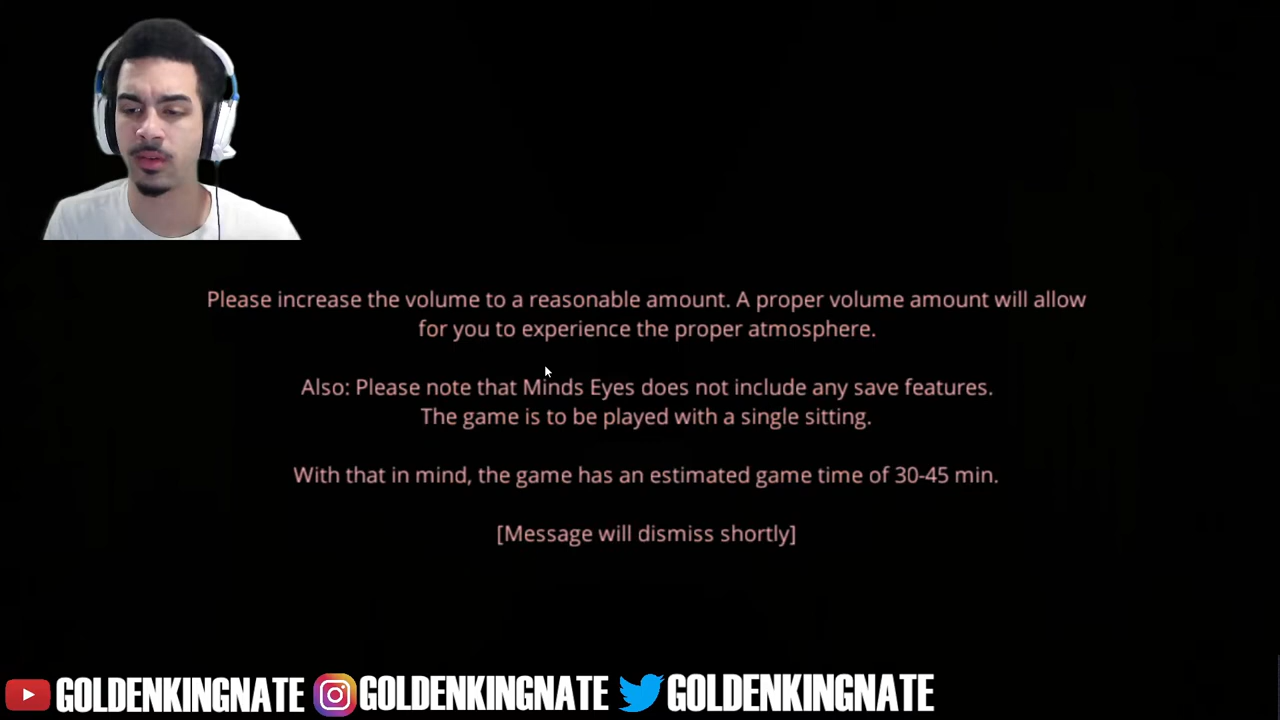 Please increase the volume to a reasonable amount. A proper volume amount will allow
for you to experience the proper atmosphere.
Also: Please note that Minds Eyes does not include any save features.
The game is to be played with a single sitting.
With that in mind, the game has an estimated game time of 30-45 min.
[Message will dismiss shortly]
GOLDENKINGNATE GOLDENKINGNATE GOLDENKINGNATE